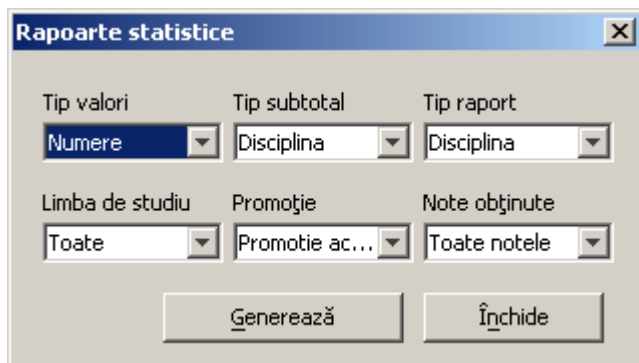 Rapoarte statistice
Tip valori Tip subtotal Tip raport
Numere Disciplina Disciplina
Limba de studiu Promoţie Note obţinute
Toate Promotie ac... Toate notele
Generează Închide